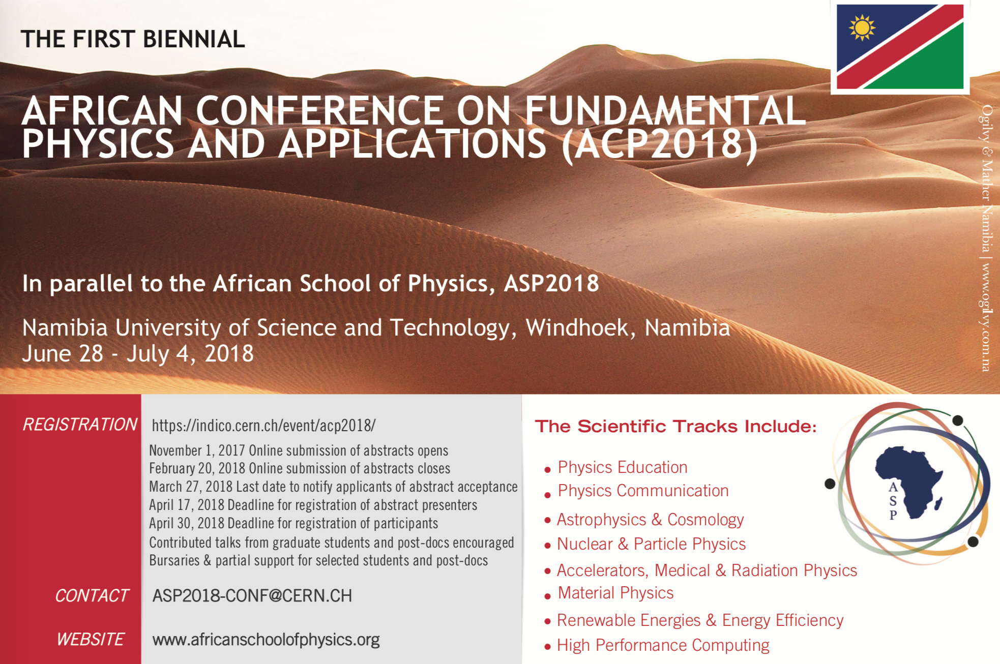 THE FIRST BIENNIAL
AFRICAN CONFERENCE ON FUNDAMENTAL
PHYSICS AND APPLICATIONS (ACP2018)
Ogilvy & Mather Namibia | www.ogilvy.com.na
In parallel to the African School of Physics, ASP2018
Namibia University of Science and Technology, Windhoek, Namibia
June 28 - July 4, 2018
REGISTRATION
https://indico.cern.ch/event/acp2018/
November 1, 2017 Online submission of abstracts opens
February 20, 2018 Online submission of abstracts closes
March 27, 2018 Last date to notify applicants of abstract acceptance
April 17, 2018 Deadline for registration of abstract presenters
April 30, 2018 Deadline for registration of participants
Contributed talks from graduate students and post-docs encouraged
Bursaries & partial support for selected students and post-docs
CONTACT
ASP2018-CONF@CERN.CH
WEBSITE
www.africanschoolofphysics.org
The Scientific Tracks Include:
• Physics Education
• Physics Communication
• Astrophysics & Cosmology
• Nuclear & Particle Physics
• Accelerators, Medical & Radiation Physics
• Material Physics
• Renewable Energies & Energy Efficiency
• High Performance Computing
A
S
P